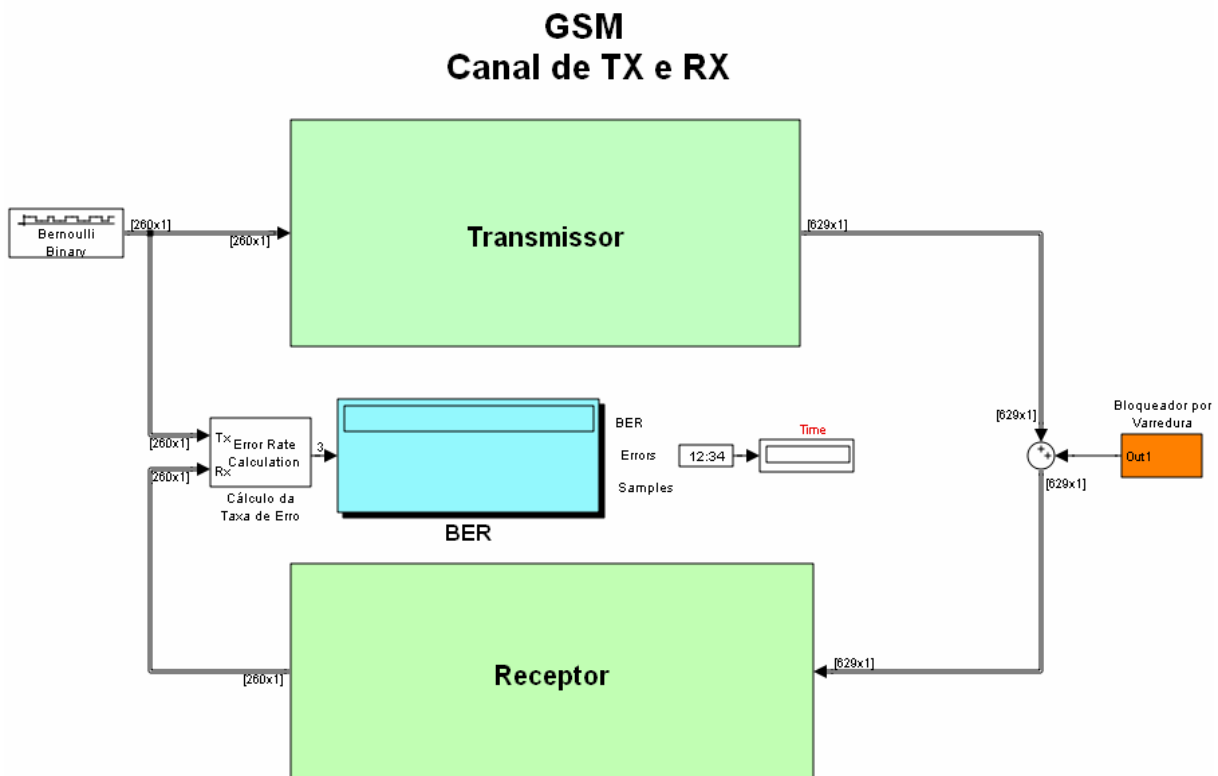 GSM
Canal de TX e RX
Bernoulli
Binary
[260x1]
[260x1]
Transmissor
[629x1]
[260x1]
[260x1]
Tx
Rx
Error Rate
Calculation
3
Cálculo da
Taxa de Erro
BER
BER
Errors
Samples
12:34
Time
[629x1]
Bloqueador por
Varredura
Out1
[629x1]
Receptor
[260x1]
[629x1]